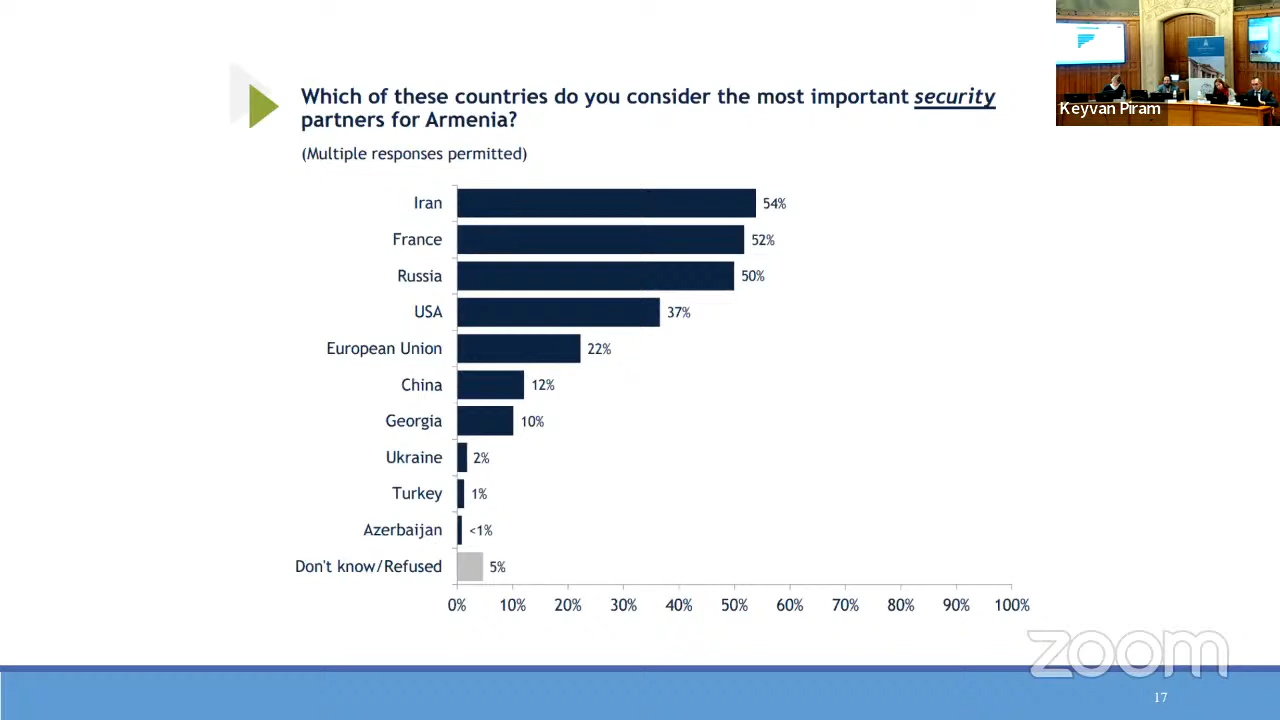 Which of these countries do you consider the most important security
partners for Armenia?
(Multiple responses permitted)
Iran 54%
France 52%
Russia 50%
USA 37%
European Union 22%
China 12%
Georgia 10%
Ukraine 2%
Turkey 1%
Azerbaijan <1%
Don't know/Refused 5%
0% 10% 20% 30% 40% 50% 60% 70% 80% 90% 100%
Keyvan Piram
zoom
17